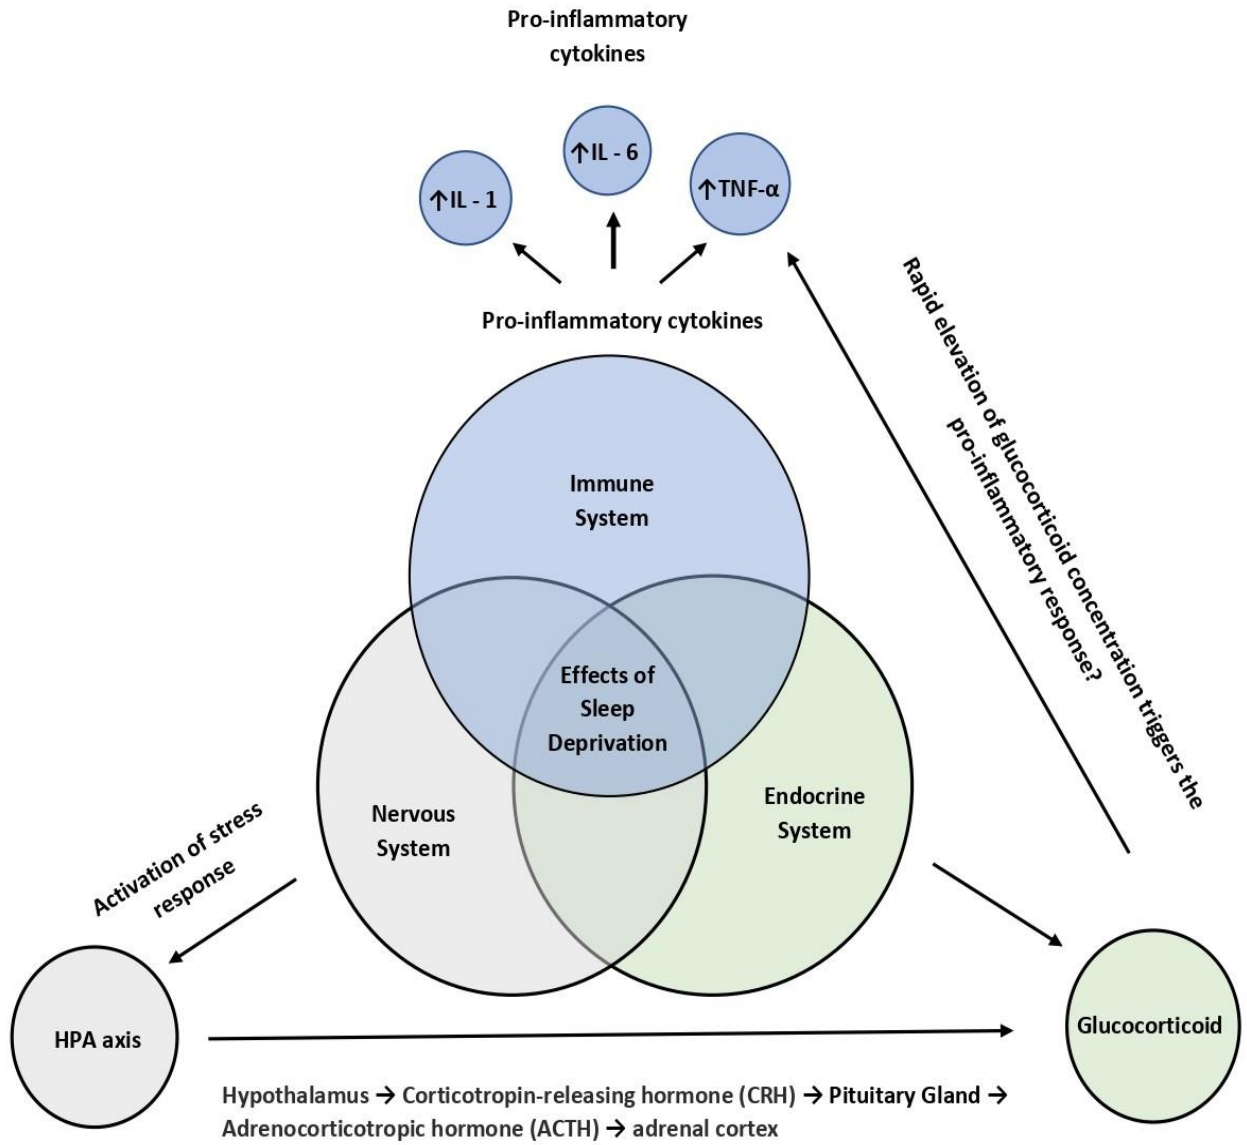 Pro-inflammatory
cytokines
↑IL - 1
↑IL - 6
↑TNF-α
Pro-inflammatory cytokines
Rapid elevation of glucocorticoid concentration triggers the
pro-inflammatory response?
Immune
System
Effects of
Sleep
Deprivation
Nervous
System
Endocrine
System
Activation of stress
response
HPA axis
Glucocorticoid
Hypothalamus → Corticotropin-releasing hormone (CRH) → Pituitary Gland →
Adrenocorticotropic hormone (ACTH) → adrenal cortex